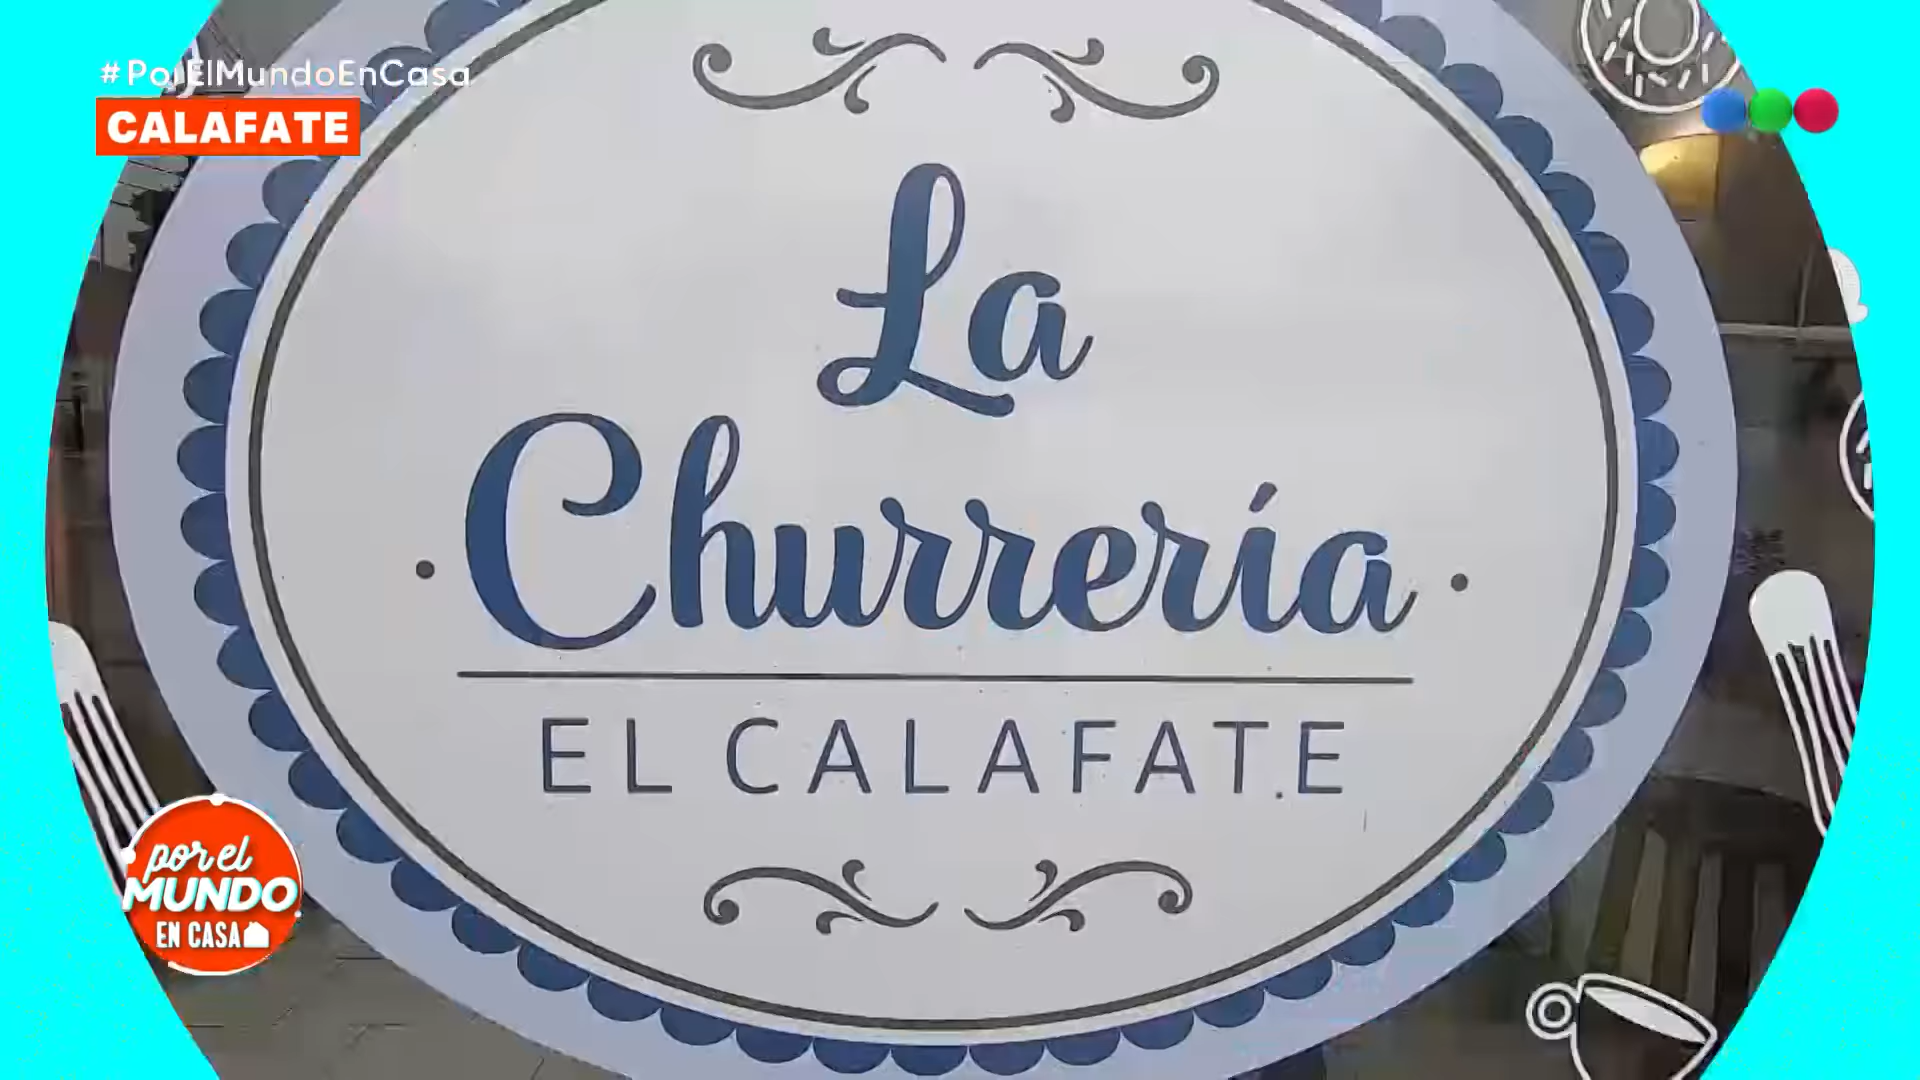 #PorElMundoEnCasa
CALAFATE
La
Churrería
EL CALAFATE
por el
MUNDO
EN CASA